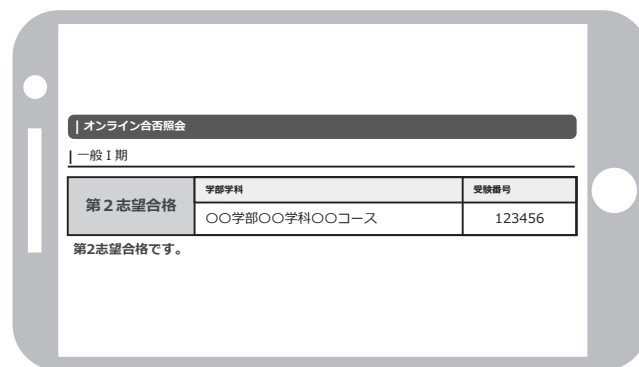 オンライン合否照会
一般Ⅰ期
第2志望合格
学部学科
受験番号
〇〇学部〇〇学科〇〇コース
123456
第2志望合格です。